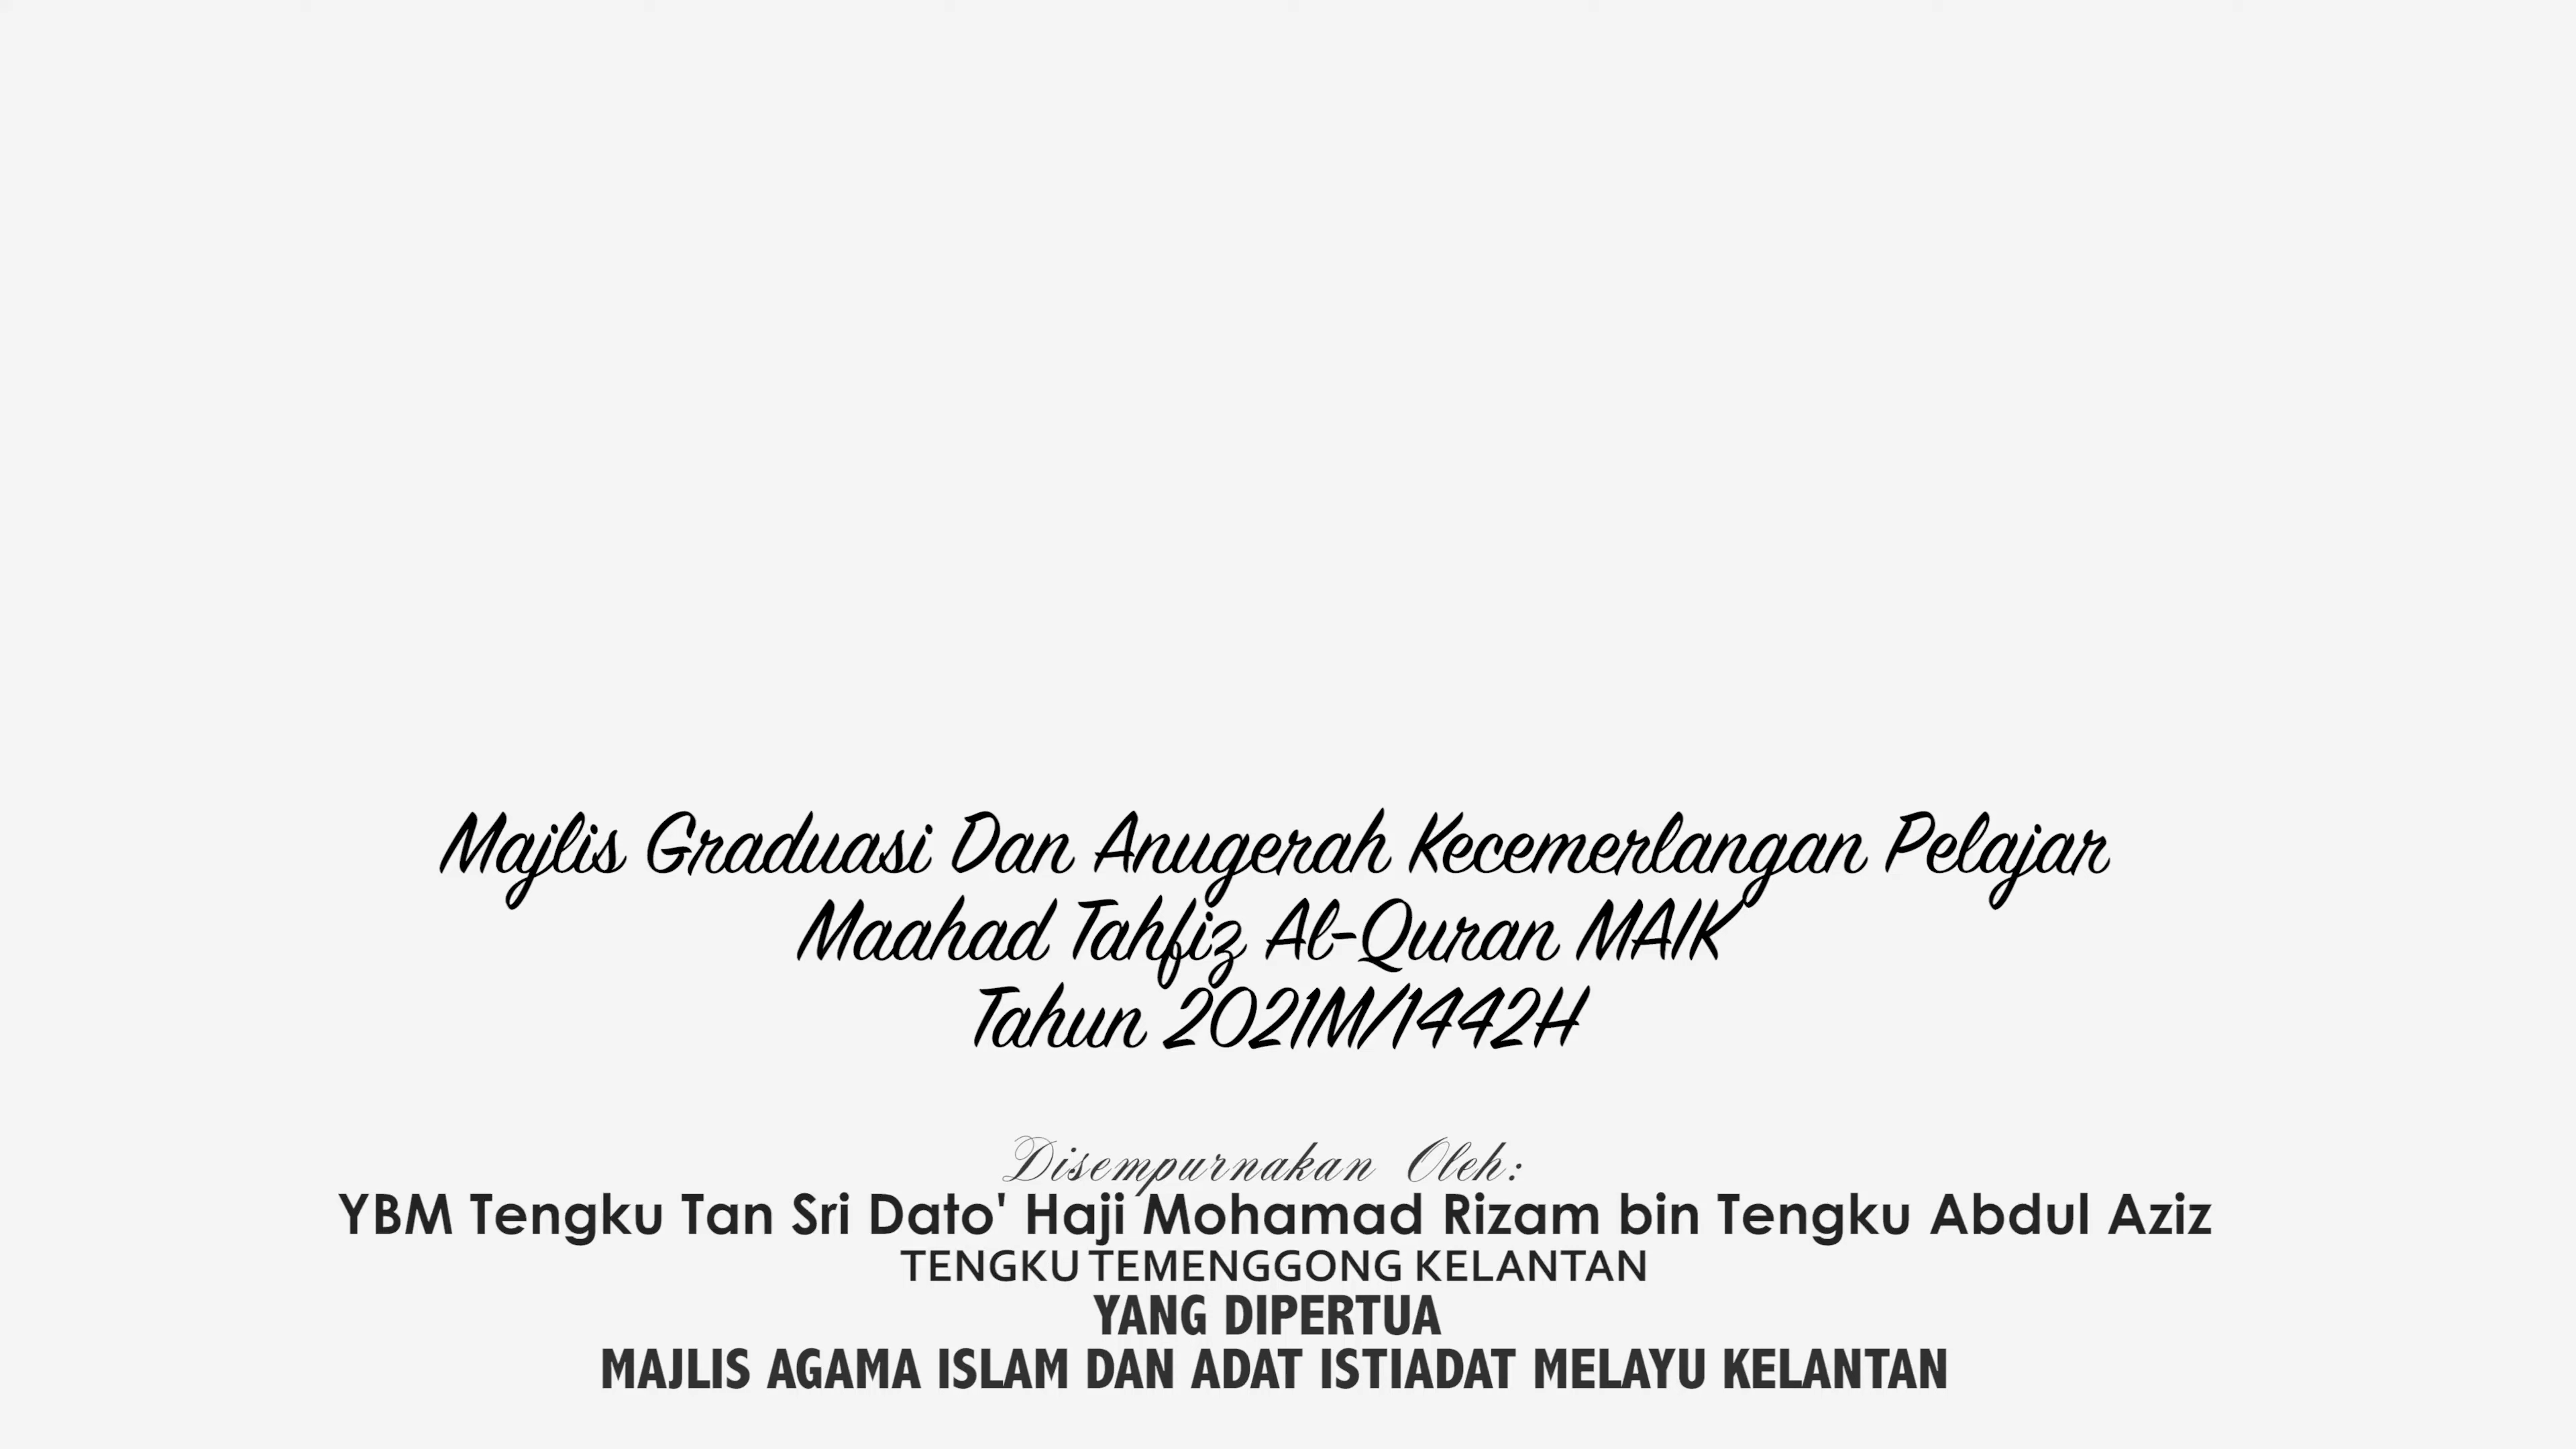 Majlis Graduasi Dan Anugerah Kecemerlangan Pelajar
Maahad Tahfiz Al-Quran MAIK
Tahun 2021M/1442H
Disempurnakan Oleh:
YBM Tengku Tan Sri Dato' Haji Mohamad Rizam bin Tengku Abdul Aziz
TENGKU TEMENGGONG KELANTAN
YANG DIPERTUA
MAJLIS AGAMA ISLAM DAN ADAT ISTIADAT MELAYU KELANTAN